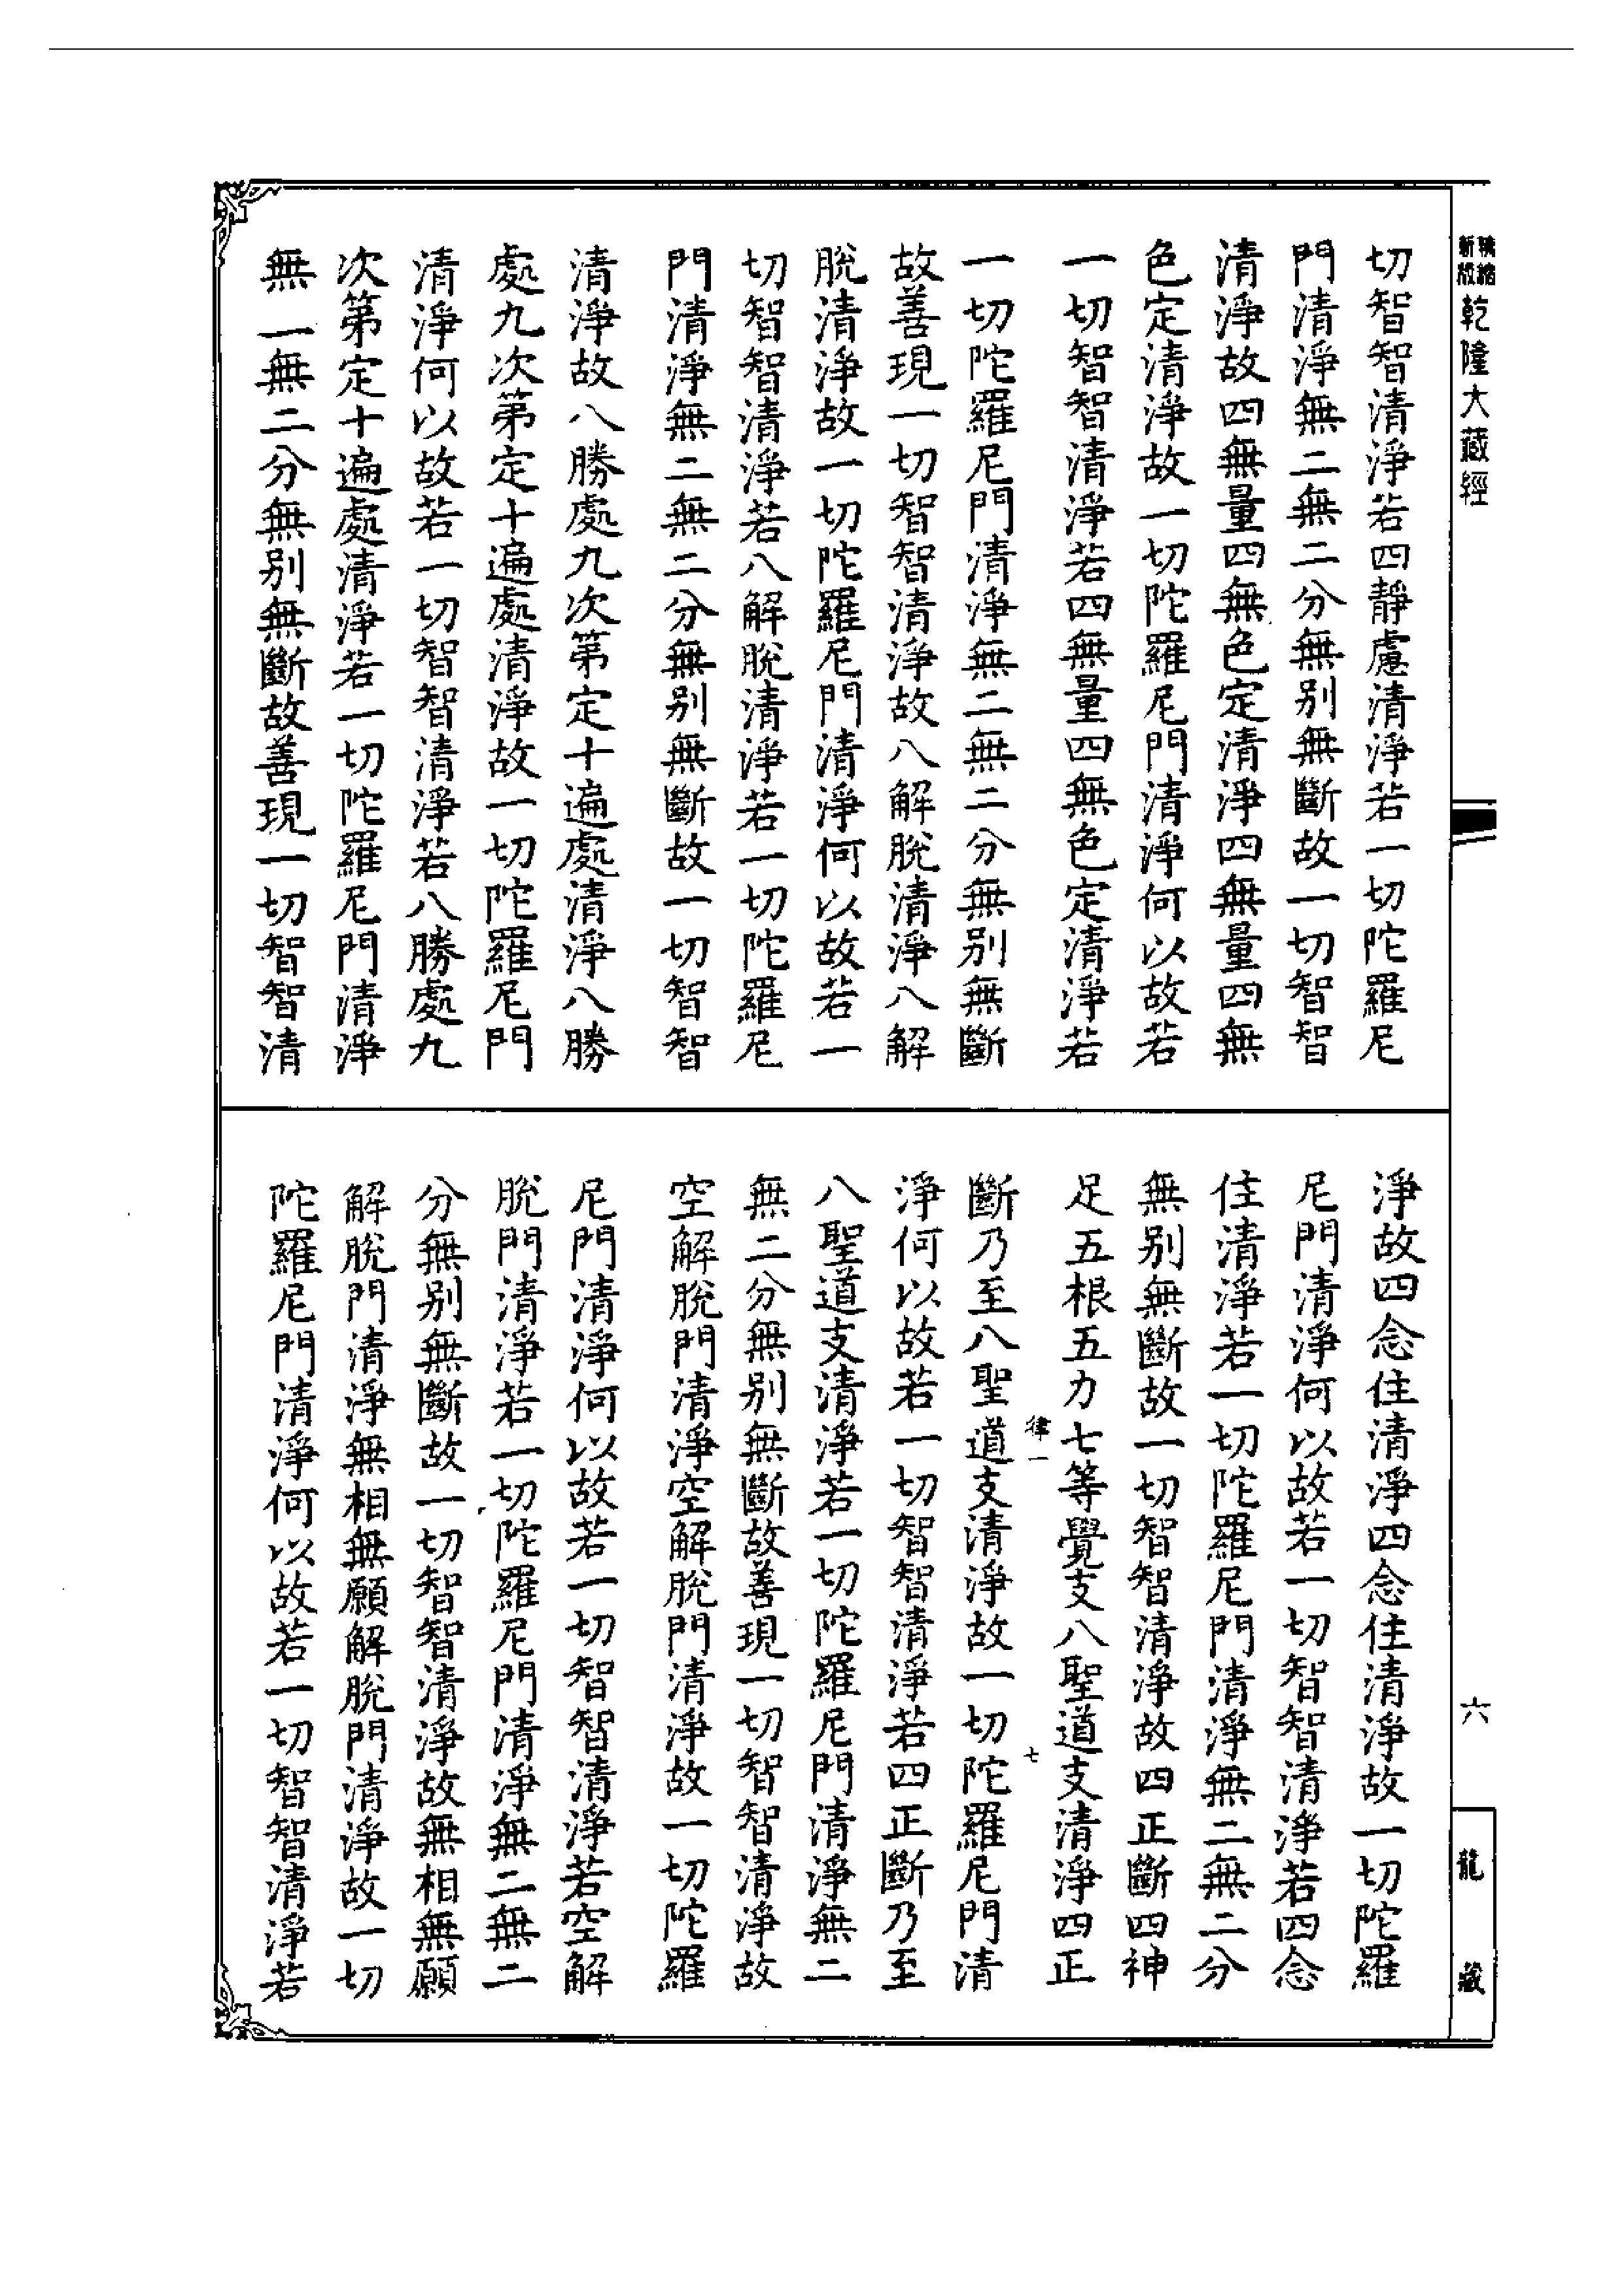 精縮新版乾隆大藏經
六
龍藏
切智智清淨若四靜慮清淨若一切陀羅尼
門清淨無二無二分無別無斷故一切智智
清淨故四無量四無色定清淨四無量四無
色定清淨故一切陀羅尼門清淨何以故若
一切智智清淨若四無量四無色定清淨若
一切陀羅尼門清淨無二無二分無別無斷
故善現一切智智清淨故八解脫清淨八解
脫清淨故一切陀羅尼門清淨何以故若一
切智智清淨若八解脫清淨若一切陀羅尼
門清淨無二無二分無別無斷故一切智智
清淨故八勝處九次第定十遍處清淨八勝
處九次第定十遍處清淨故一切陀羅尼門
清淨何以故若一切智智清淨若八勝處九
次第定十遍處清淨若一切陀羅尼門清淨
無二無二分無別無斷故善現一切智智清
淨故四念住清淨四念住清淨故一切陀羅
尼門清淨何以故若一切智智清淨若四念
住清淨若一切陀羅尼門清淨無二無二分
無別無斷故一切智智清淨故四正斷四神
足五根五力七等覺支八聖道支清淨四正
律一
七
斷乃至八聖道支清淨故一切陀羅尼門清
淨何以故若一切智智清淨若四正斷乃至
八聖道支清淨若一切陀羅尼門清淨無二
無二分無別無斷故善現一切智智清淨故
空解脫門清淨空解脫門清淨故一切陀羅
尼門清淨何以故若一切智智清淨若空解
脫門清淨若一切陀羅尼門清淨無二無二
分無別無斷故一切智智清淨故無相無願
解脫門清淨無相無願解脫門清淨故一切
陀羅尼門清淨何以故若一切智智清淨若